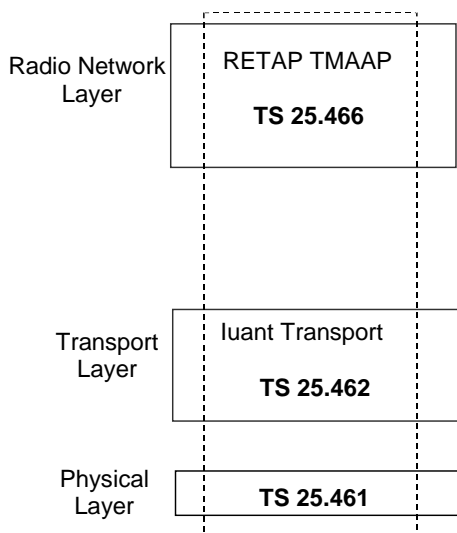 Radio Network
Layer
RETAP TMAAP
TS 25.466
Transport
Layer
Iuant Transport
TS 25.462
Physical
Layer
TS 25.461